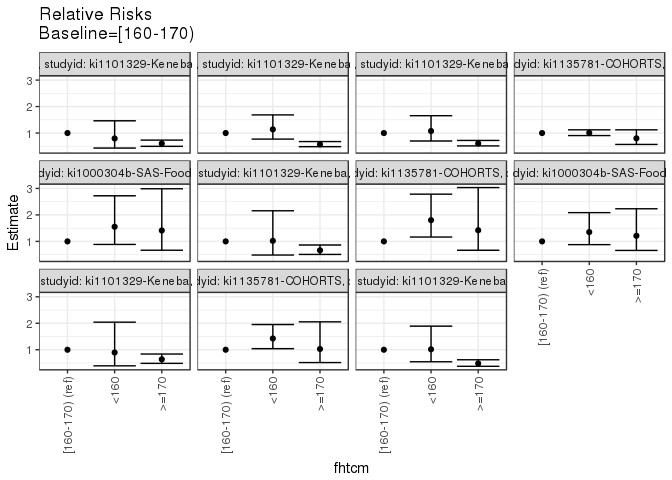 Relative Risks
Baseline=[160-170)
, studyid: ki1101329-Keneba
, studyid: ki1101329-Keneba
, studyid: ki1101329-Keneba
dyid: ki1135781-COHORTS,
3
2
1
dyid: ki1000304b-SAS-Food
studyid: ki1101329-Keneba,
dyid: ki1135781-COHORTS,
dyid: ki1000304b-SAS-Food
3
2
1
studyid: ki1101329-Keneba,
dyid: ki1135781-COHORTS,
studyid: ki1101329-Keneba
3
2
1
Estimate
[160-170) (ref)
<160
>=170
[160-170) (ref)
<160
>=170
[160-170) (ref)
<160
>=170
[160-170) (ref)
<160
>=170
fhtcm